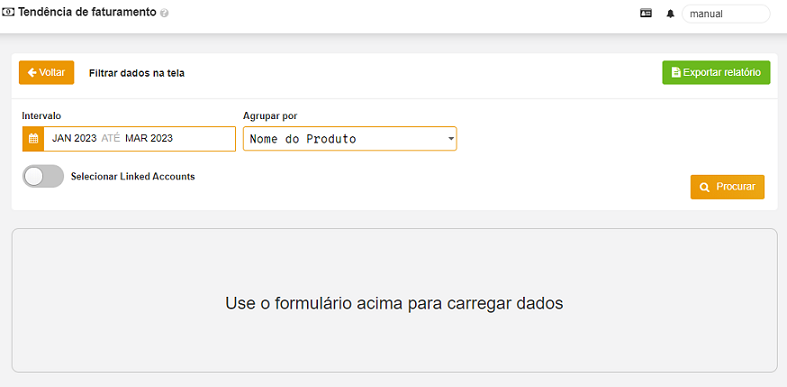 Tendência de faturamento
manual
Voltar
Filtrar dados na tela
Exportar relatório
Intervalo
Agrupar por
JAN 2023 ATÉ MAR 2023
Nome do Produto
Selecionar Linked Accounts
Procurar
Use o formulário acima para carregar dados